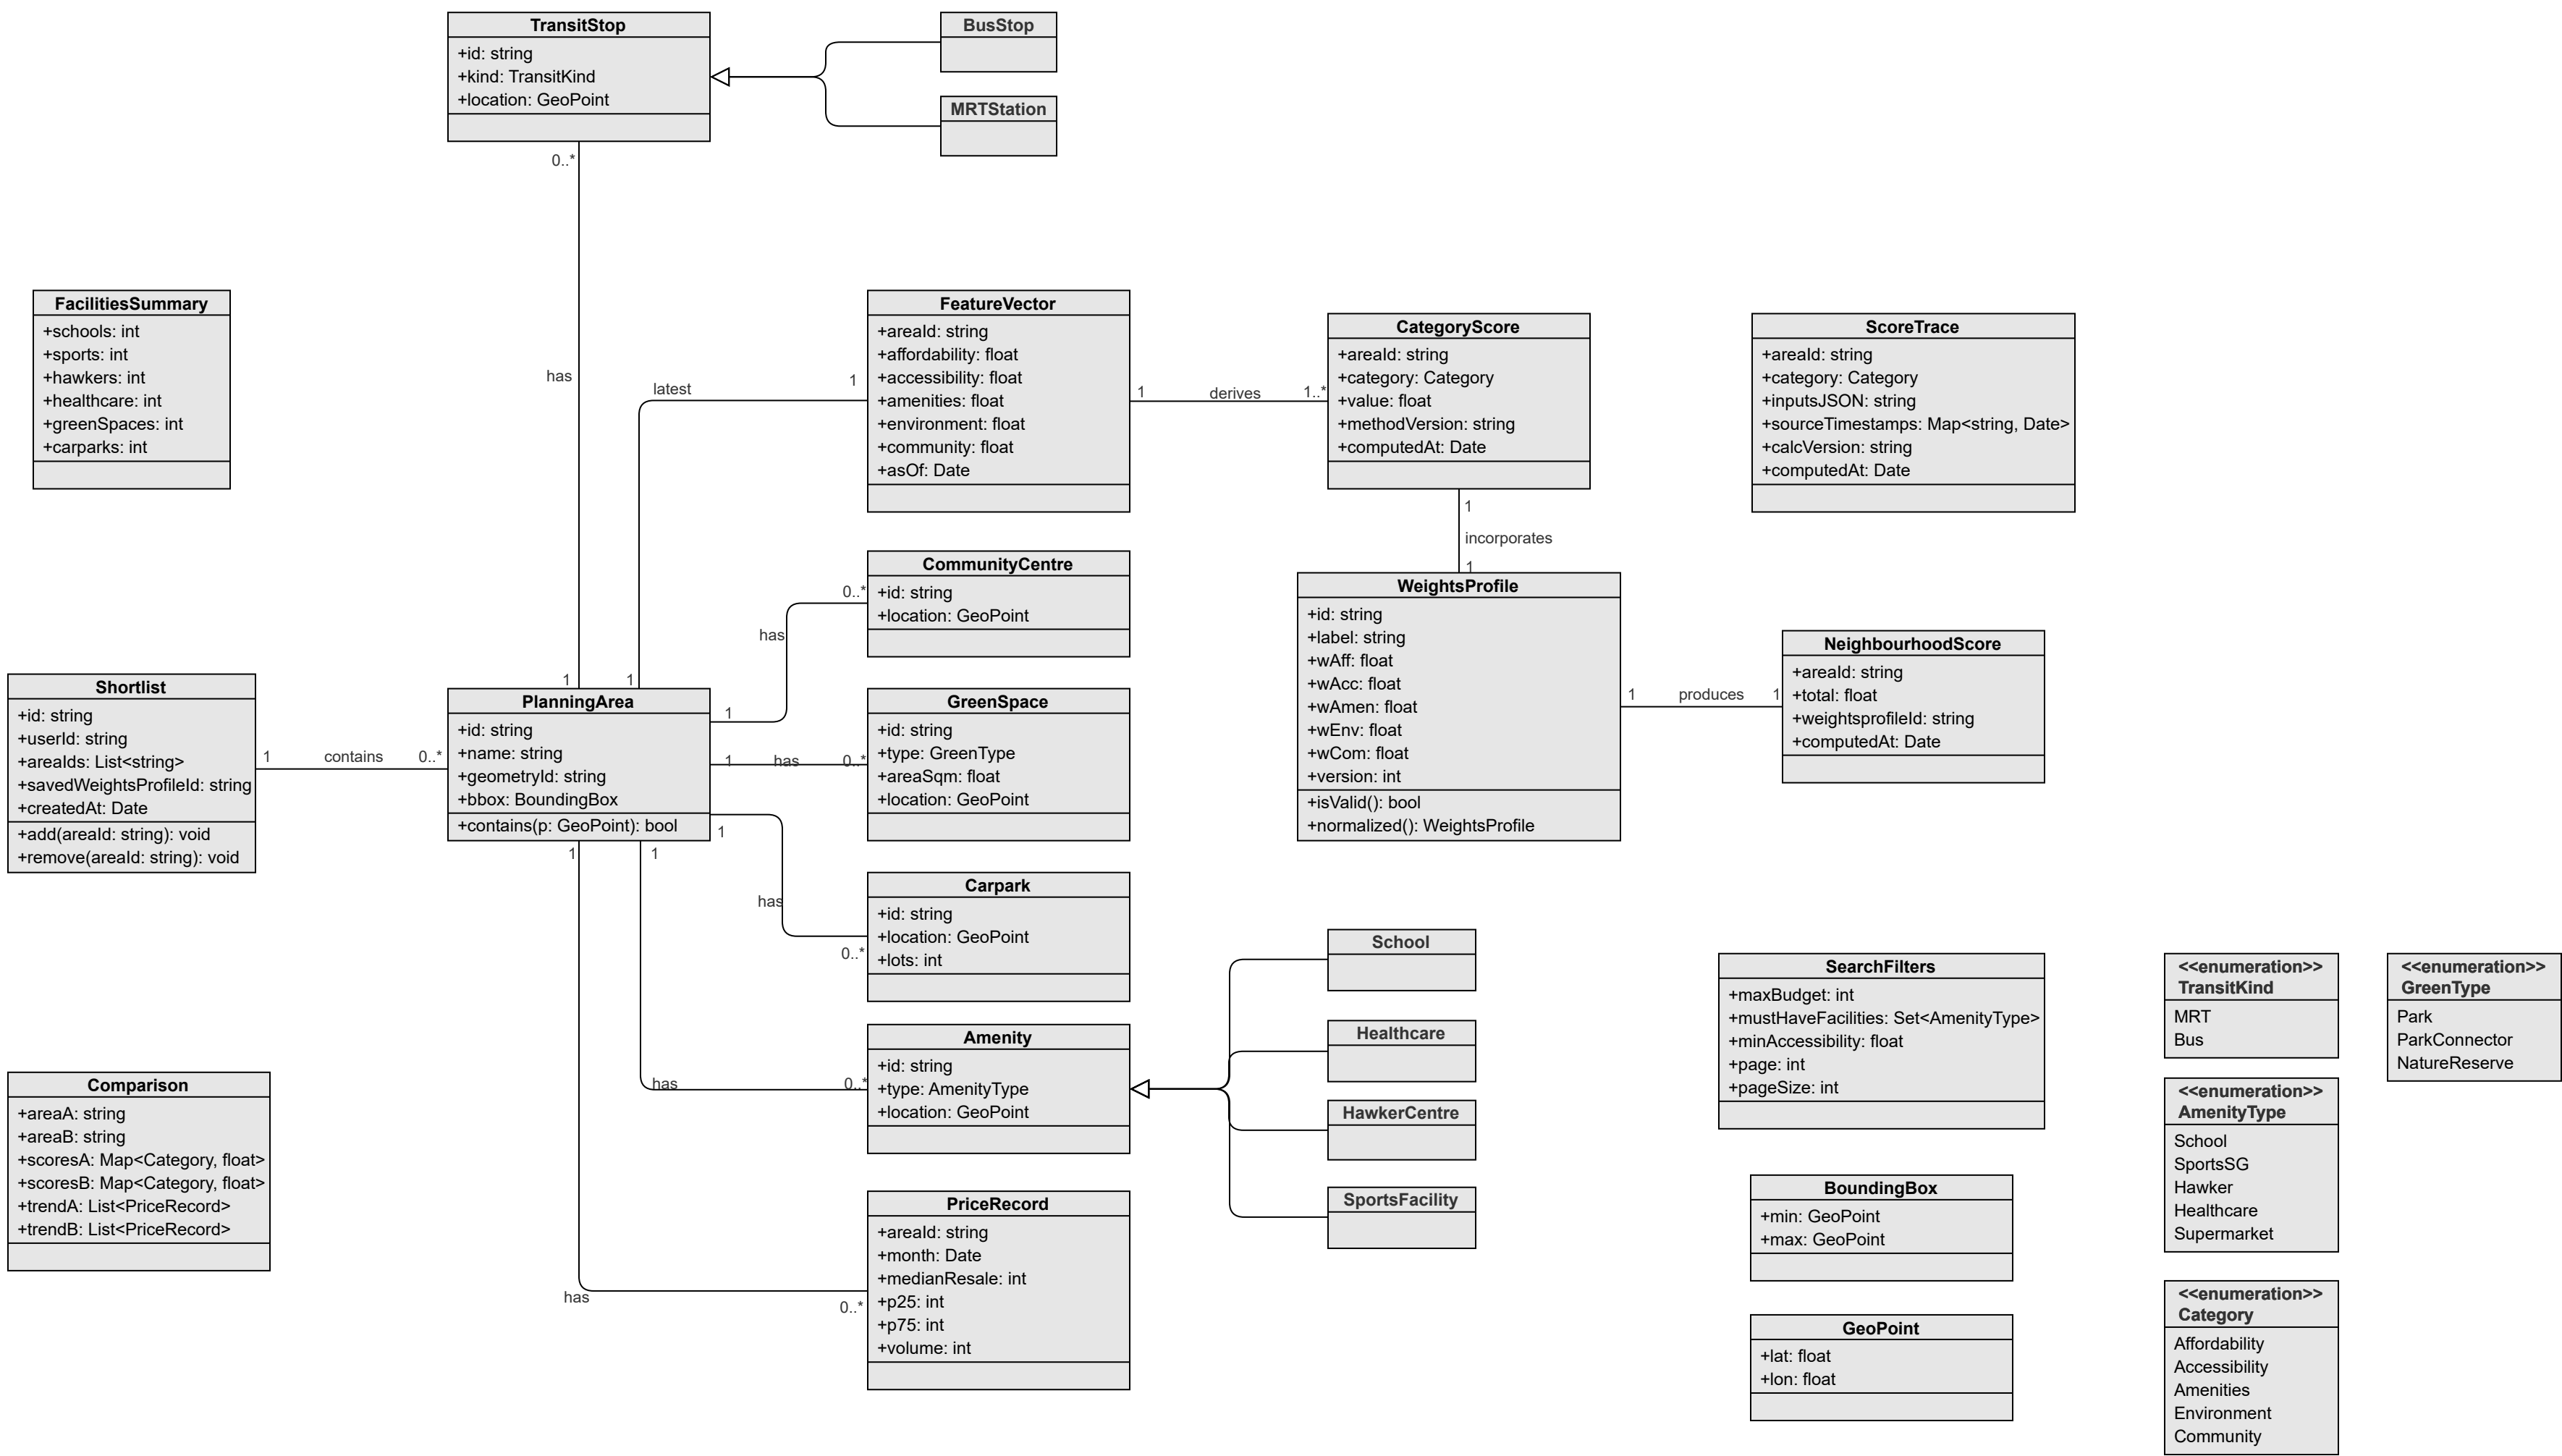 TransitStop
+id: string
+kind: TransitKind
+location: GeoPoint
BusStop
MRTStation
0..*
has
1
FacilitiesSummary
+schools: int
+sports: int
+hawkers: int
+healthcare: int
+greenSpaces: int
+carparks: int
FeatureVector
+areaId: string
+affordability: float
+accessibility: float
+amenities: float
+environment: float
+community: float
+asOf: Date
latest
1
1
1
derives
1..*
CategoryScore
+areaId: string
+category: Category
+value: float
+methodVersion: string
+computedAt: Date
ScoreTrace
+areaId: string
+category: Category
+inputsJSON: string
+sourceTimestamps: Map<string, Date>
+calcVersion: string
+computedAt: Date
1
incorporates
1
CommunityCentre
+id: string
+location: GeoPoint
0..*
has
1
WeightsProfile
+id: string
+label: string
+wAff: float
+wAcc: float
+wAmen: float
+wEnv: float
+wCom: float
+version: int
+isValid(): bool
+normalized(): WeightsProfile
1
produces
1
NeighbourhoodScore
+areaId: string
+total: float
+weightsprofileId: string
+computedAt: Date
Shortlist
+id: string
+userId: string
+areaIds: List<string>
+savedWeightsProfileId: string
+createdAt: Date
+add(areaId: string): void
+remove(areaId: string): void
1
contains
0..*
PlanningArea
+id: string
+name: string
+geometryId: string
+bbox: BoundingBox
+contains(p: GeoPoint): bool
1
has
0..*
GreenSpace
+id: string
+type: GreenType
+areaSqm: float
+location: GeoPoint
1
has
0..*
Carpark
+id: string
+location: GeoPoint
+lots: int
1
has
0..*
Amenity
+id: string
+type: AmenityType
+location: GeoPoint
School
Healthcare
HawkerCentre
SportsFacility
1
has
0..*
PriceRecord
+areaId: string
+month: Date
+medianResale: int
+p25: int
+p75: int
+volume: int
Comparison
+areaA: string
+areaB: string
+scoresA: Map<Category, float>
+scoresB: Map<Category, float>
+trendA: List<PriceRecord>
+trendB: List<PriceRecord>
SearchFilters
+maxBudget: int
+mustHaveFacilities: Set<AmenityType>
+minAccessibility: float
+page: int
+pageSize: int
BoundingBox
+min: GeoPoint
+max: GeoPoint
GeoPoint
+lat: float
+lon: float
<<enumeration>>
TransitKind
MRT
Bus
<<enumeration>>
GreenType
Park
ParkConnector
NatureReserve
<<enumeration>>
AmenityType
School
SportsSG
Hawker
Healthcare
Supermarket
<<enumeration>>
Category
Affordability
Accessibility
Amenities
Environment
Community